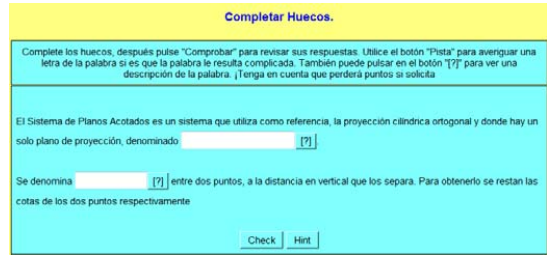 Completar Huecos.
Complete los huecos, después pulse "Comprobar" para revisar sus respuestas. Utilice el botón "Pista" para averiguar una
letra de la palabra si es que la palabra le resulta complicada. También puede pulsar en el botón "[?]" para ver una
descripción de la palabra. ¡Tenga en cuenta que perderá puntos si solicita
El Sistema de Planos Acotados es un sistema que utiliza como referencia, la proyección cilíndrica ortogonal y donde hay un
solo plano de proyección, denominado [?].
Se denomina [?] entre dos puntos, a la distancia en vertical que los separa. Para obtenerlo se restan las
cotas de los dos puntos respectivamente
Check Hint